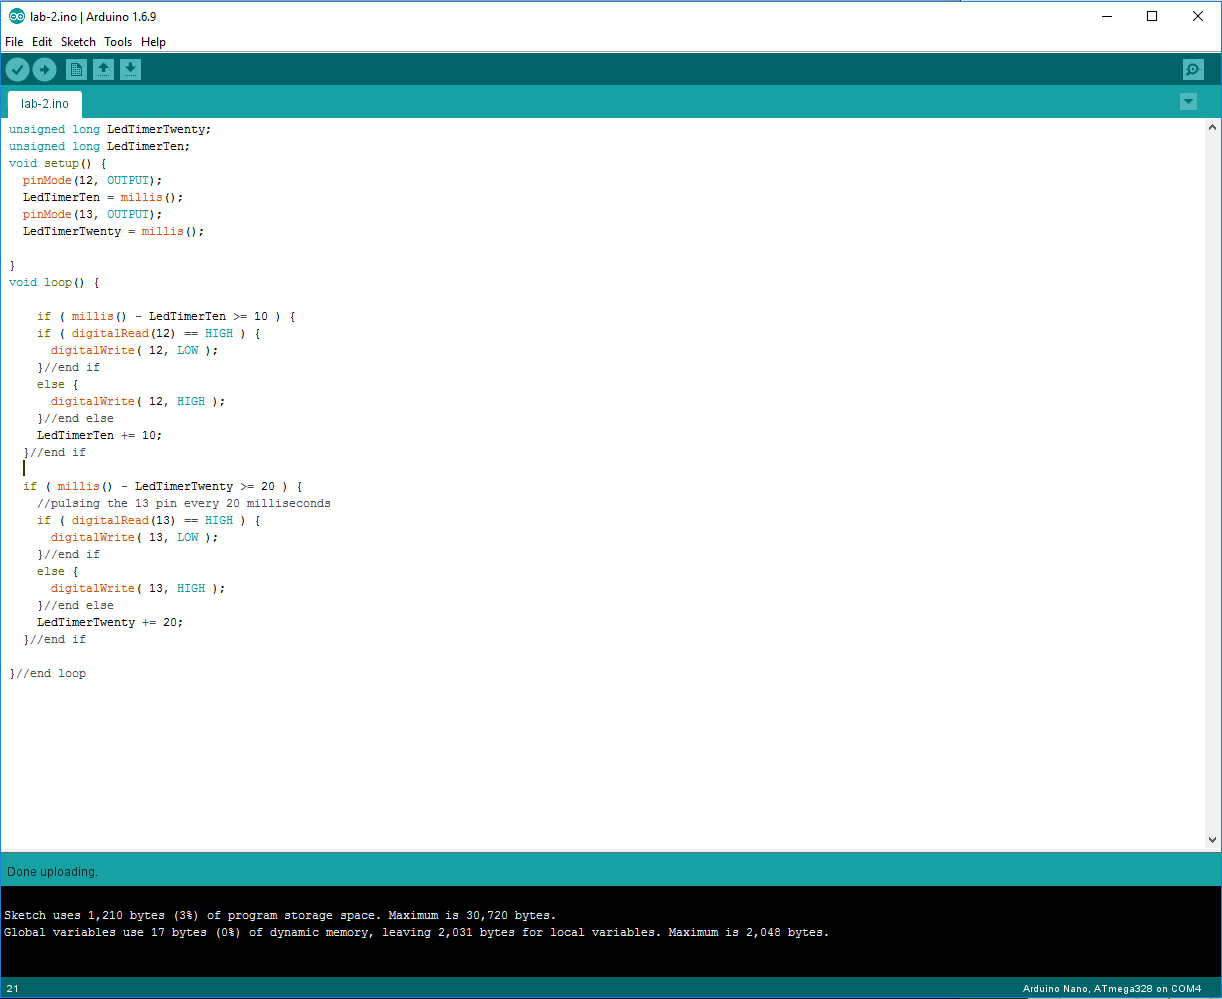 lab-2.ino | Arduino 1.6.9
File Edit Sketch Tools Help
lab-2.ino
unsigned long LedTimerTwenty;
unsigned long LedTimerTen;
void setup() {
  pinMode(12, OUTPUT);
  LedTimerTen = millis();
  pinMode(13, OUTPUT);
  LedTimerTwenty = millis();
}
void loop() {
    if ( millis() - LedTimerTen >= 10 ) {
    if ( digitalRead(12) == HIGH ) {
      digitalWrite( 12, LOW );
    }//end if
    else {
      digitalWrite( 12, HIGH );
    }//end else
    LedTimerTen += 10;
  }//end if
  if ( millis() - LedTimerTwenty >= 20 ) {
    //pulsing the 13 pin every 20 milliseconds
    if ( digitalRead(13) == HIGH ) {
      digitalWrite( 13, LOW );
    }//end if
    else {
      digitalWrite( 13, HIGH );
    }//end else
    LedTimerTwenty += 20;
  }//end if
}//end loop
Done uploading.
Sketch uses 1,210 bytes (3%) of program storage space. Maximum is 30,720 bytes.
Global variables use 17 bytes (0%) of dynamic memory, leaving 2,031 bytes for local variables. Maximum is 2,048 bytes.
21 Arduino Nano, ATmega328 on COM4